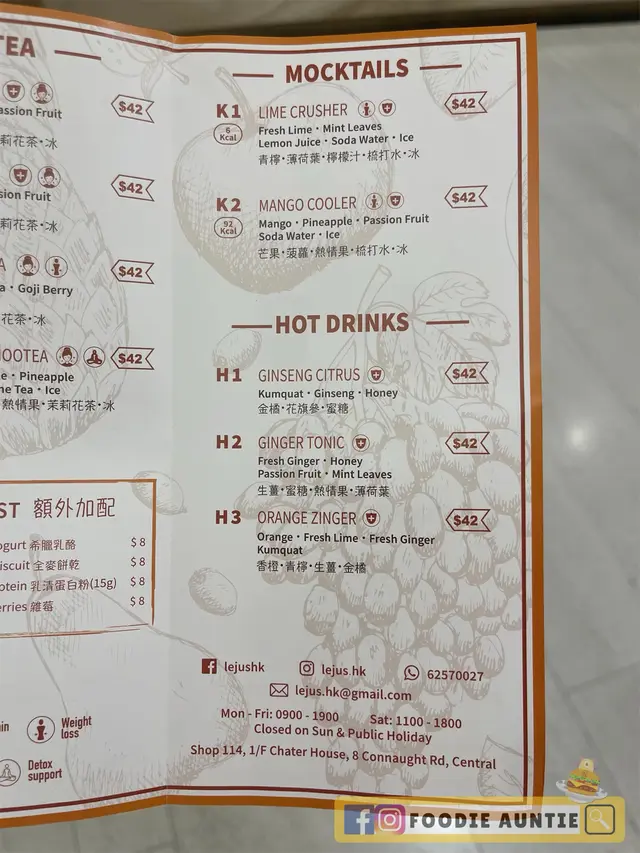 TEA
assion Fruit
$42
莉花茶·冰
sion Fruit
$42
莉花茶·冰
A
$42
a · Goji Berry
花茶·冰
OOTEA
$42
e · Pineapple
ne Tea · Ice
熱情果·茉莉花茶·冰
ST 額外加配
ogurt 希臘乳酪 $8
iscuit 全麥餅乾 $8
otein 乳清蛋白粉(15g) $8
erries 雜莓 $8
in
Weight loss
Detox support
MOCKTAILS
K1 LIME CRUSHER $42
6 Kcal
Fresh Lime · Mint Leaves
Lemon Juice · Soda Water · Ice
青檸·薄荷葉·檸檬汁·梳打水·冰
K2 MANGO COOLER $42
92 Kcal
Mango · Pineapple · Passion Fruit
Soda Water · Ice
芒果·菠蘿·熱情果·梳打水·冰
HOT DRINKS
H1 GINSENG CITRUS $42
Kumquat · Ginseng · Honey
金橘·花旗參·蜜糖
H2 GINGER TONIC $42
Fresh Ginger · Honey
Passion Fruit · Mint Leaves
生薑·蜜糖·熱情果·薄荷葉
H3 ORANGE ZINGER $42
Orange · Fresh Lime · Fresh Ginger
Kumquat
香橙·青檸·生薑·金橘
lejushk lejus.hk 62570027
lejus.hk@gmail.com
Mon - Fri: 0900 - 1900 Sat: 1100 - 1800
Closed on Sun & Public Holiday
Shop 114, 1/F Chater House, 8 Connaught Rd, Central
FOODIE AUNTIE